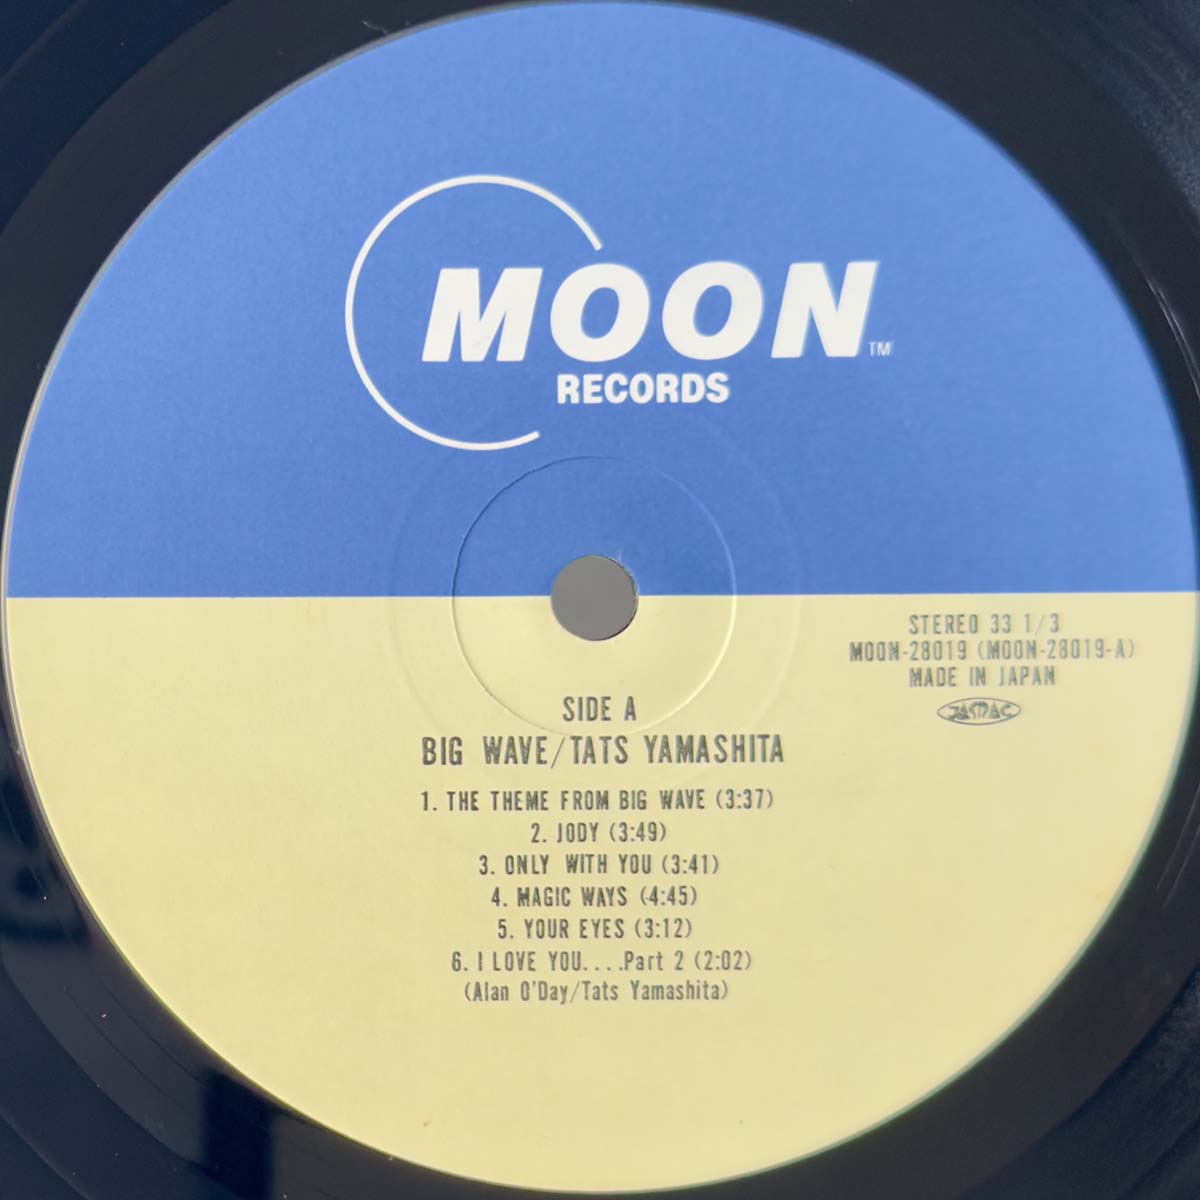 MOON
TM
RECORDS
STEREO 33 1/3
MOON-28019 (MOON-28019-A)
MADE IN JAPAN
JASRAC
SIDE A
BIG WAVE/TATS YAMASHITA
1. THE THEME FROM BIG WAVE (3:37)
2. JODY (3:49)
3. ONLY WITH YOU (3:41)
4. MAGIC WAYS (4:45)
5. YOUR EYES (3:12)
6. I LOVE YOU....Part 2 (2:02)
(Alan O'Day/Tats Yamashita)